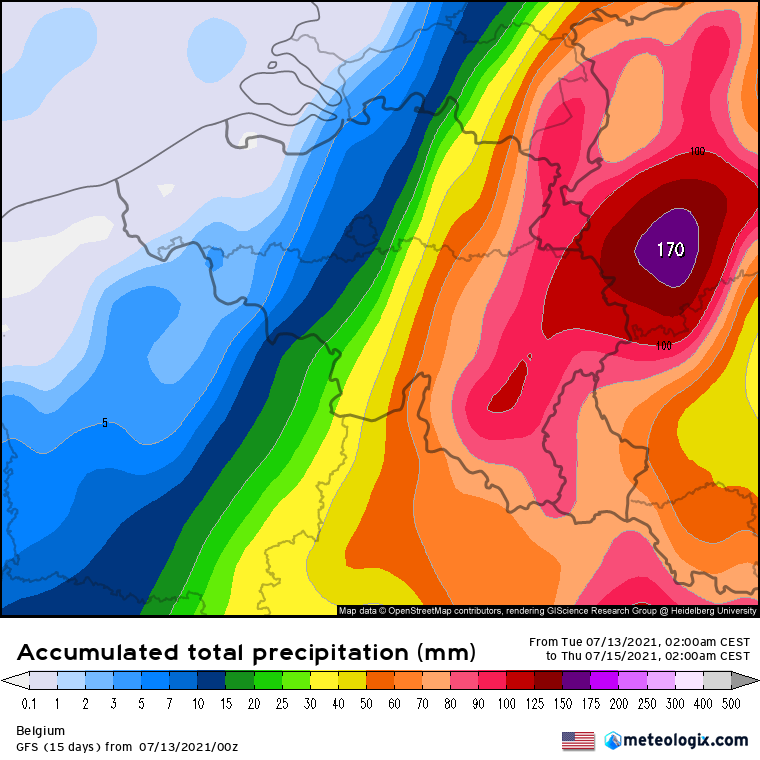 100
170
100
5
Map data © OpenStreetMap contributors, rendering GIScience Research Group @ Heidelberg University
Accumulated total precipitation (mm)
From Tue 07/13/2021, 02:00am CEST
to Thu 07/15/2021, 02:00am CEST
0.1 1 2 3 5 7 10 15 20 25 30 40 50 60 70 80 90 100 125 150 175 200 250 300 400 500
Belgium
GFS (15 days) from 07/13/2021/00z
meteologix.com